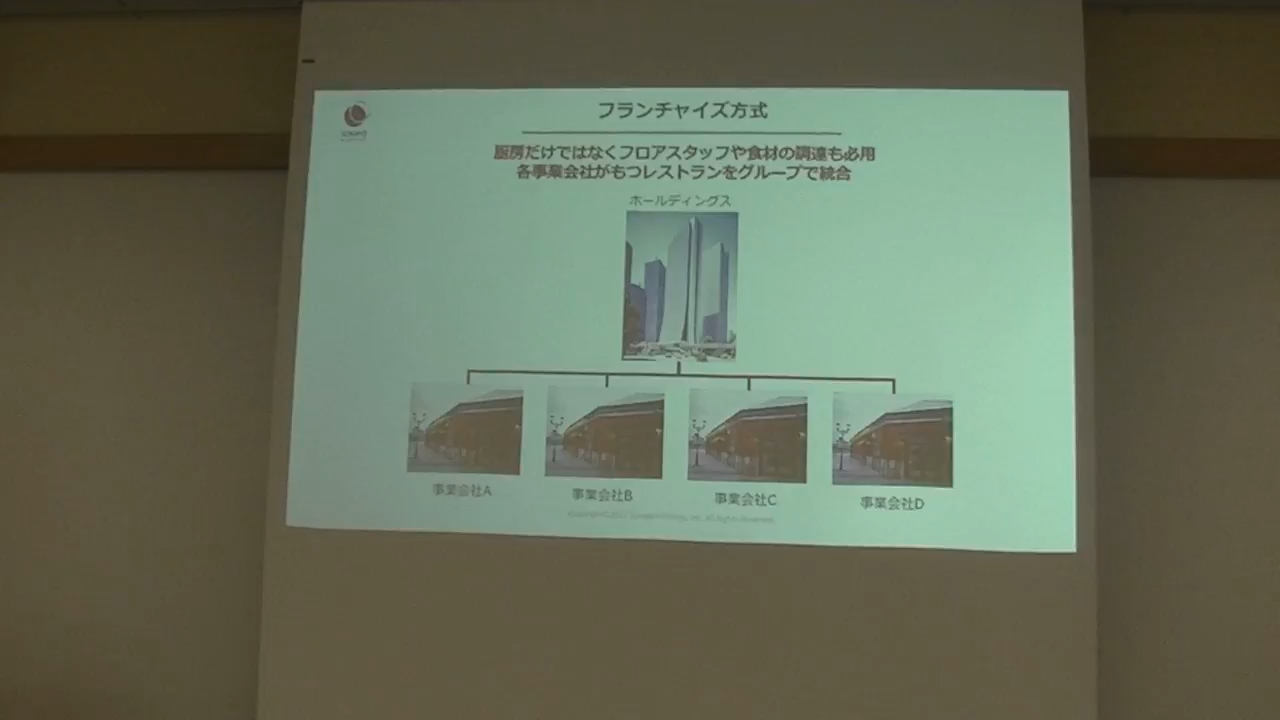 フランチャイズ方式
厨房だけではなくフロアスタッフや食材の調達も必用
各事業会社がもつレストランをグループで統合
ホールディングス
事業会社A
事業会社B
事業会社C
事業会社D